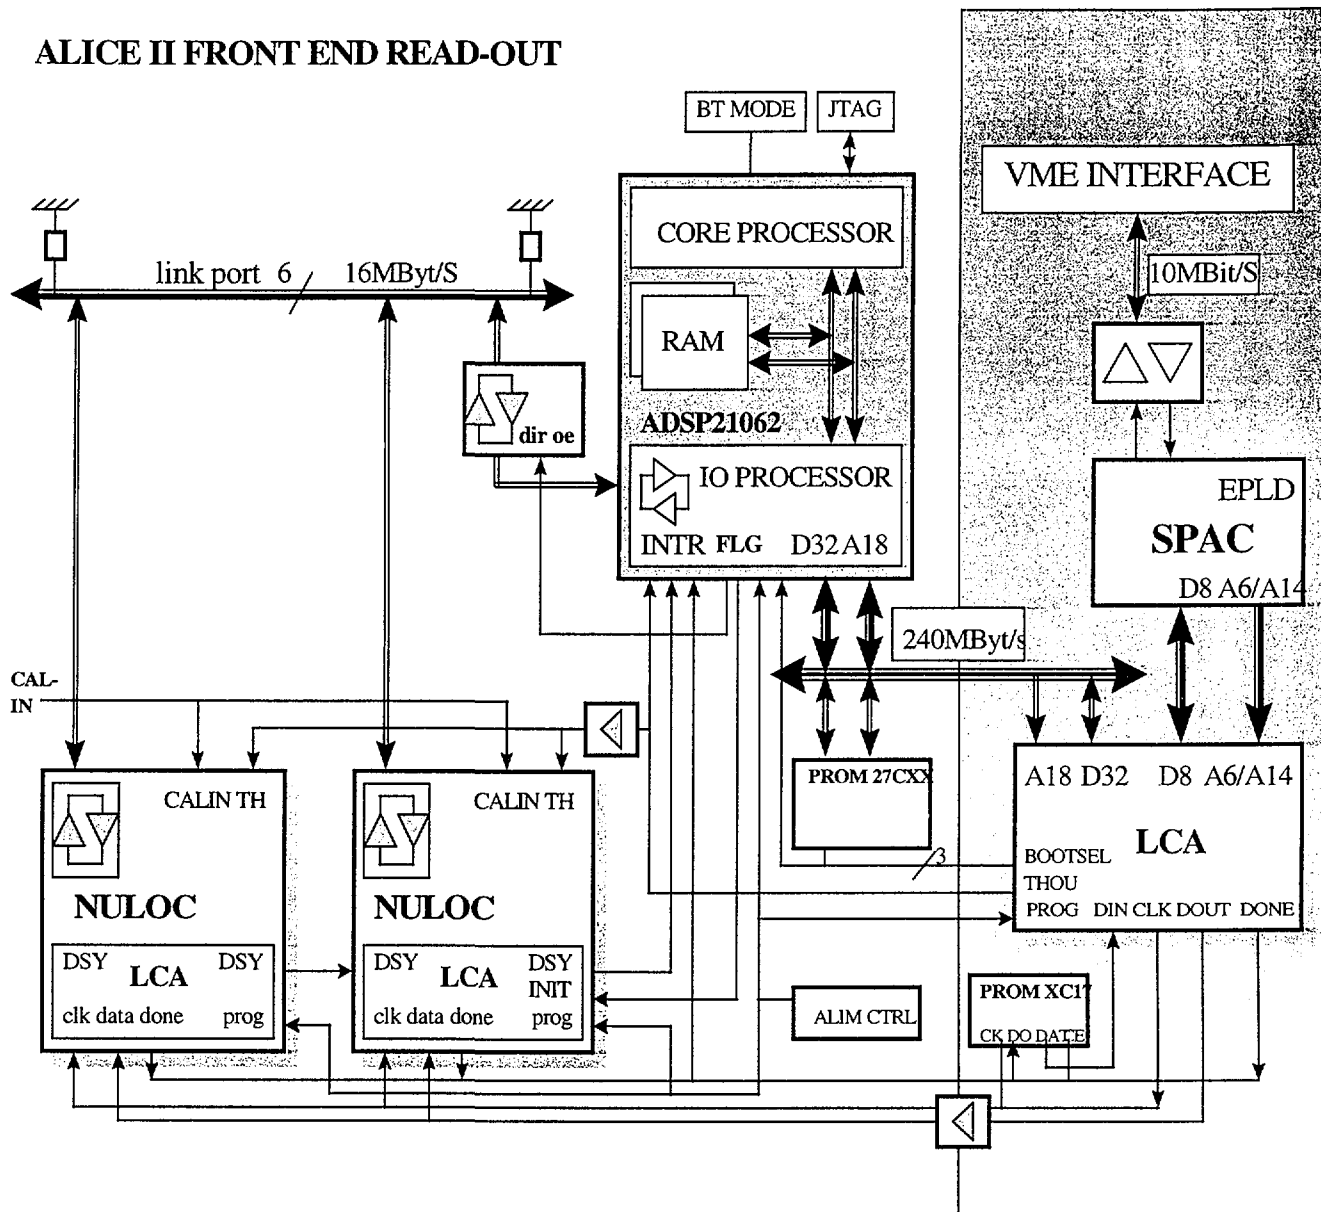 ALICE II FRONT END READ-OUT
BT MODE
JTAG
VME INTERFACE
CORE PROCESSOR
link port 6
16MByt/S
10MBit/S
RAM
dir oe
ADSP21062
IO PROCESSOR
INTR FLG D32 A18
EPLD
SPAC
D8 A6/A14
240MByt/s
CAL-
IN
CALIN TH
CALIN TH
PROM 27CXX
A18 D32 D8 A6/A14
LCA
BOOTSEL
3
THOU
PROG DIN CLK DOUT DONE
NULOC
NULOC
DSY LCA DSY
clk data done prog
DSY LCA DSY
INIT
clk data done prog
ALIM CTRL
PROM XC17
CK DO DATCE